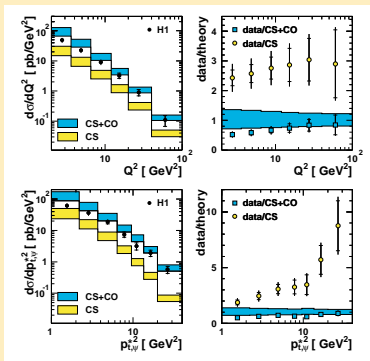 dσ/dQ² [ pb/GeV² ]
10²
10
1
10⁻¹
H1
CS+CO
CS
10
10²
Q² [ GeV² ]
data/theory
4
3
2
1
0
data/CS+CO
data/CS
10
10²
Q² [ GeV² ]
dσ/dp*²t,ψ [ pb/GeV² ]
10²
10
1
10⁻¹
H1
CS+CO
CS
1
10
p*²t,ψ [ GeV² ]
data/theory
10
5
0
data/CS+CO
data/CS
1
10
p*²t,ψ [ GeV² ]